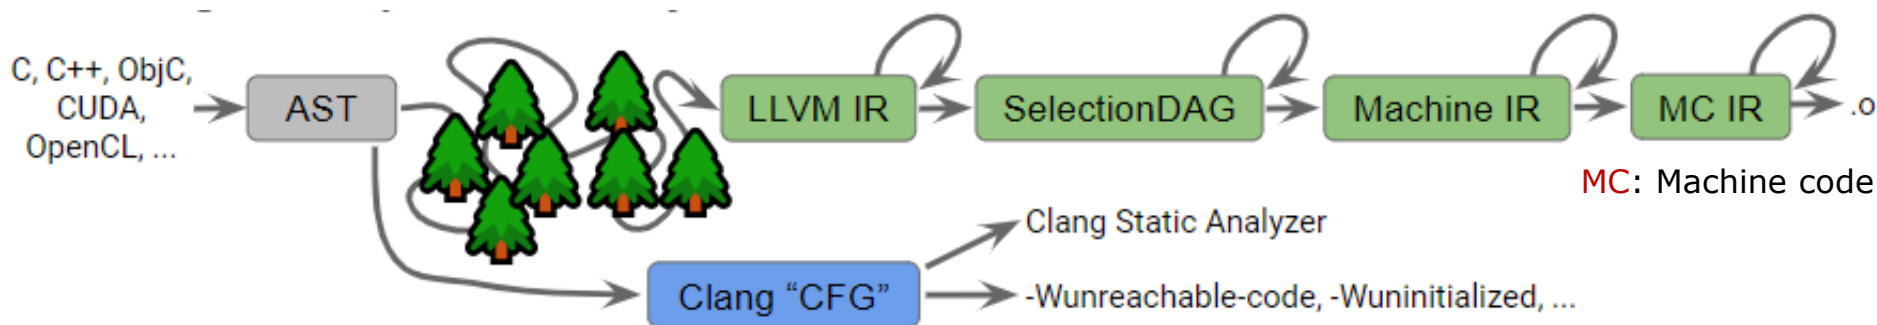 C, C++, ObjC,
CUDA,
OpenCL, ...
AST
LLVM IR
SelectionDAG
Machine IR
MC IR
.o
MC: Machine code
Clang Static Analyzer
Clang “CFG”
-Wunreachable-code, -Wuninitialized, ...